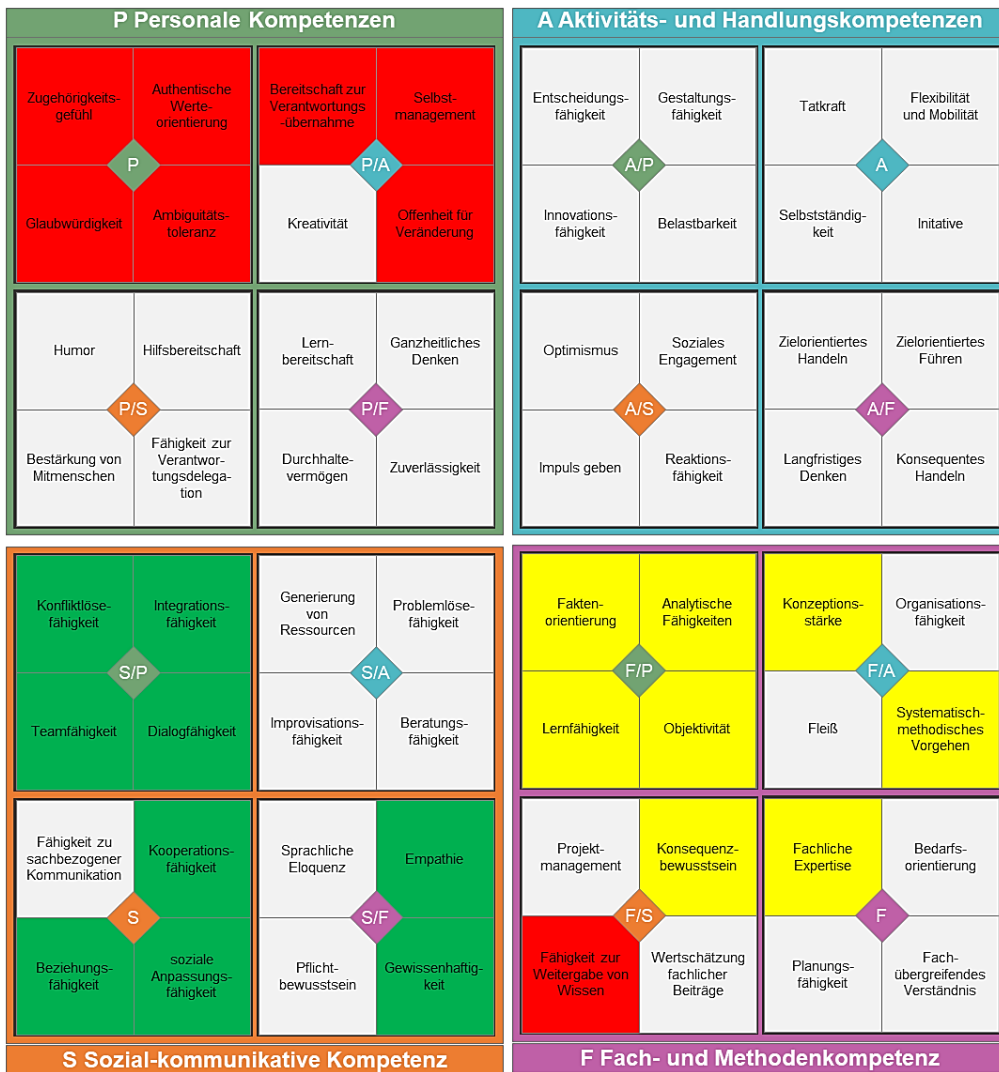 P Personale Kompetenzen
Zugehörigkeits-
gefühl
Authentische
Werte-
orientierung
P
Glaubwürdigkeit
Ambiguitäts-
toleranz
Bereitschaft zur
Verantwortungs
-übernahme
Selbst-
management
P/A
Kreativität
Offenheit für
Veränderung
Humor
Hilfsbereitschaft
P/S
Bestärkung von
Mitmenschen
Fähigkeit zur
Verantwor-
tungsdelega-
tion
Lern-
bereitschaft
Ganzheitliches
Denken
P/F
Durchhalte-
vermögen
Zuverlässigkeit
A Aktivitäts- und Handlungskompetenzen
Entscheidungs-
fähigkeit
Gestaltungs-
fähigkeit
A/P
Innovations-
fähigkeit
Belastbarkeit
Tatkraft
Flexibilität
und Mobilität
A
Selbstständig-
keit
Initative
Optimismus
Soziales
Engagement
A/S
Impuls geben
Reaktions-
fähigkeit
Zielorientiertes
Handeln
Zielorientiertes
Führen
A/F
Langfristiges
Denken
Konsequentes
Handeln
Konfliktlöse-
fähigkeit
Integrations-
fähigkeit
S/P
Teamfähigkeit
Dialogfähigkeit
Generierung
von
Ressourcen
Problemlöse-
fähigkeit
S/A
Improvisations-
fähigkeit
Beratungs-
fähigkeit
Fähigkeit zu
sachbezogener
Kommunikation
Kooperations-
fähigkeit
S
Beziehungs-
fähigkeit
soziale
Anpassungs-
fähigkeit
Sprachliche
Eloquenz
Empathie
S/F
Pflicht-
bewusstsein
Gewissenhaftig-
keit
S Sozial-kommunikative Kompetenz
Fakten-
orientierung
Analytische
Fähigkeiten
F/P
Lernfähigkeit
Objektivität
Konzeptions-
stärke
Organisations-
fähigkeit
F/A
Fleiß
Systematisch-
methodisches
Vorgehen
Projekt-
management
Konsequenz-
bewusstsein
F/S
Fähigkeit zur
Weitergabe von
Wissen
Wertschätzung
fachlicher
Beiträge
Fachliche
Expertise
Bedarfs-
orientierung
F
Planungs-
fähigkeit
Fach-
übergreifendes
Verständnis
F Fach- und Methodenkompetenz